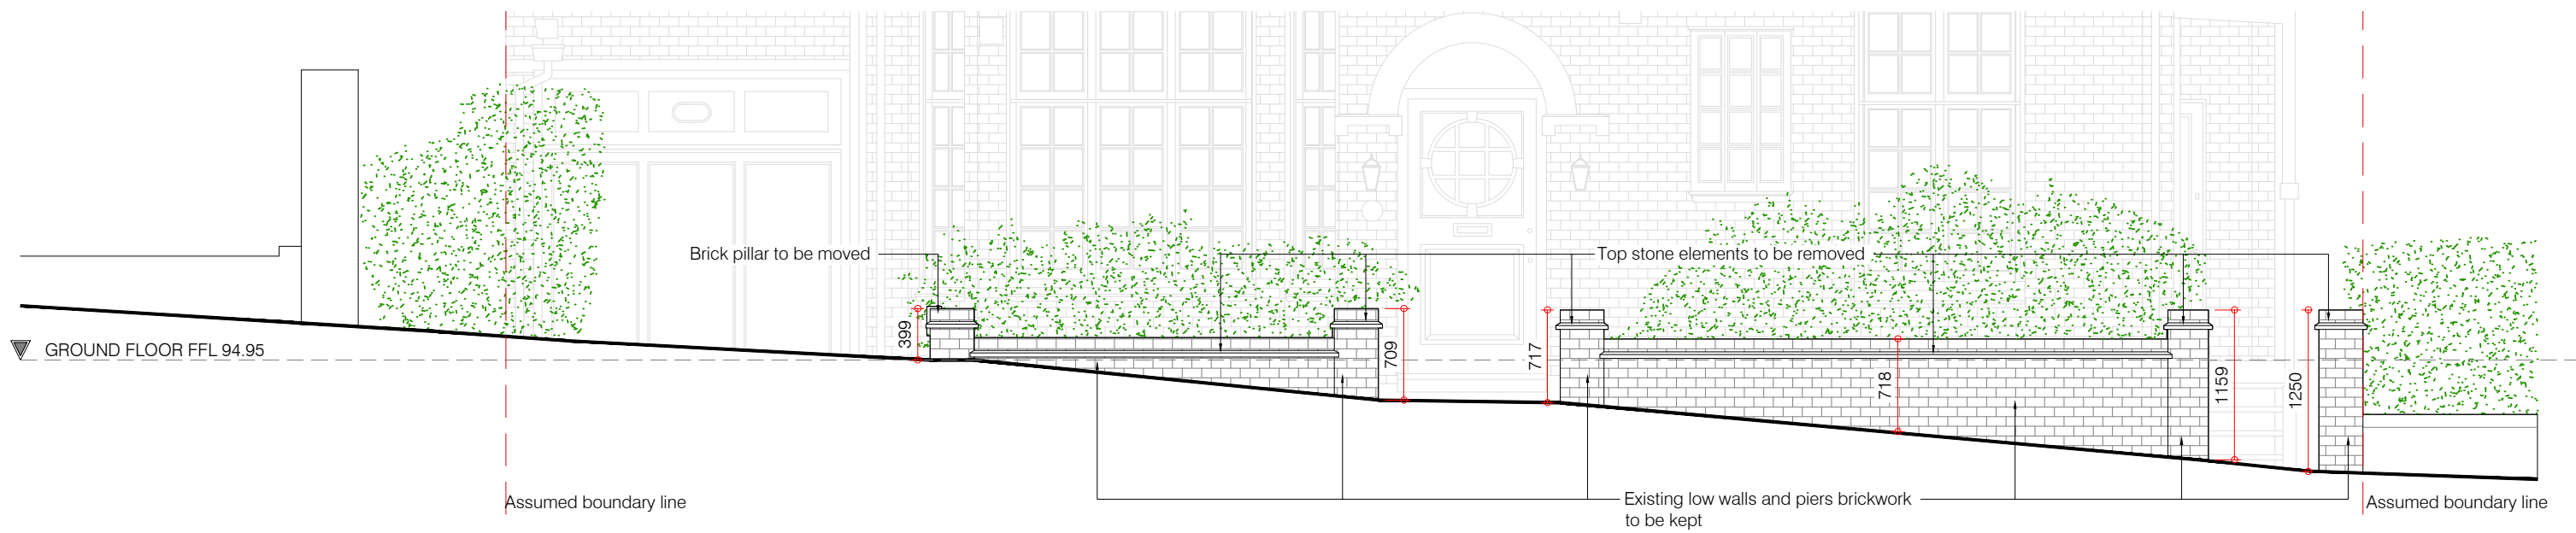 Brick pillar to be moved
Top stone elements to be removed
GROUND FLOOR FFL 94.95
399
709
717
718
1159
1250
Assumed boundary line
Existing low walls and piers brickwork
to be kept
Assumed boundary line